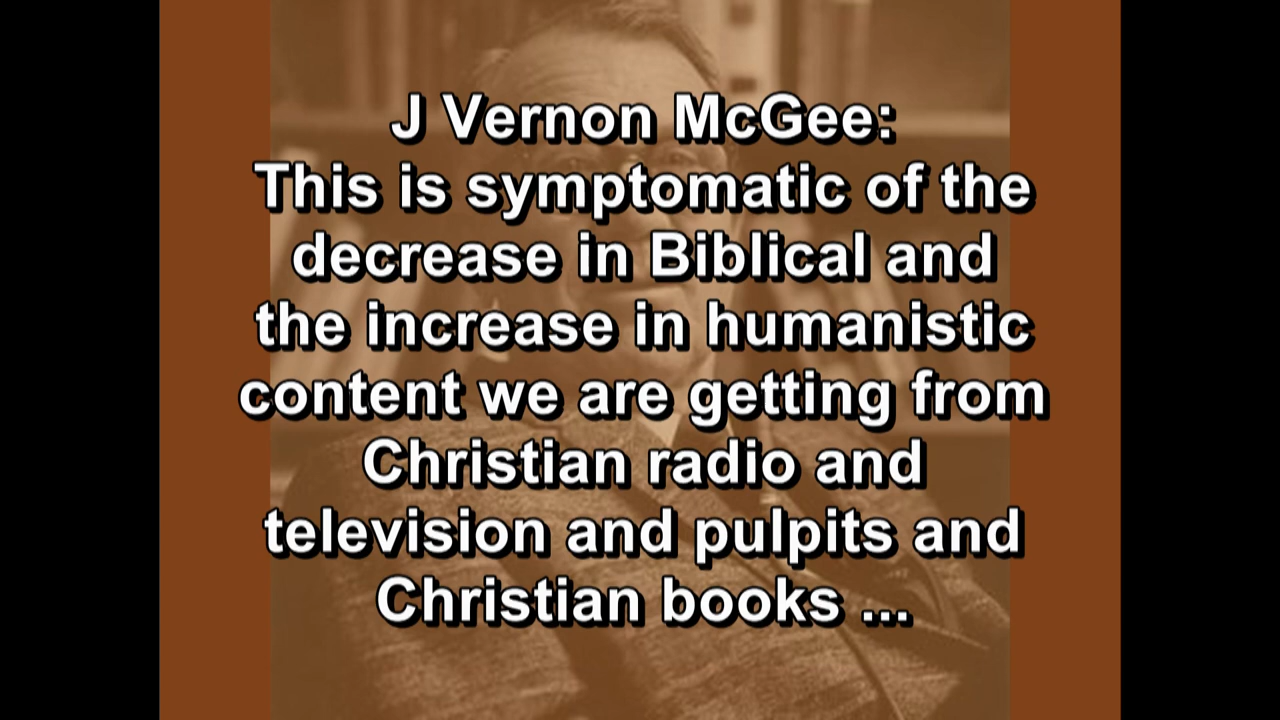 J Vernon McGee:
This is symptomatic of the
decrease in Biblical and
the increase in humanistic
content we are getting from
Christian radio and
television and pulpits and
Christian books ...